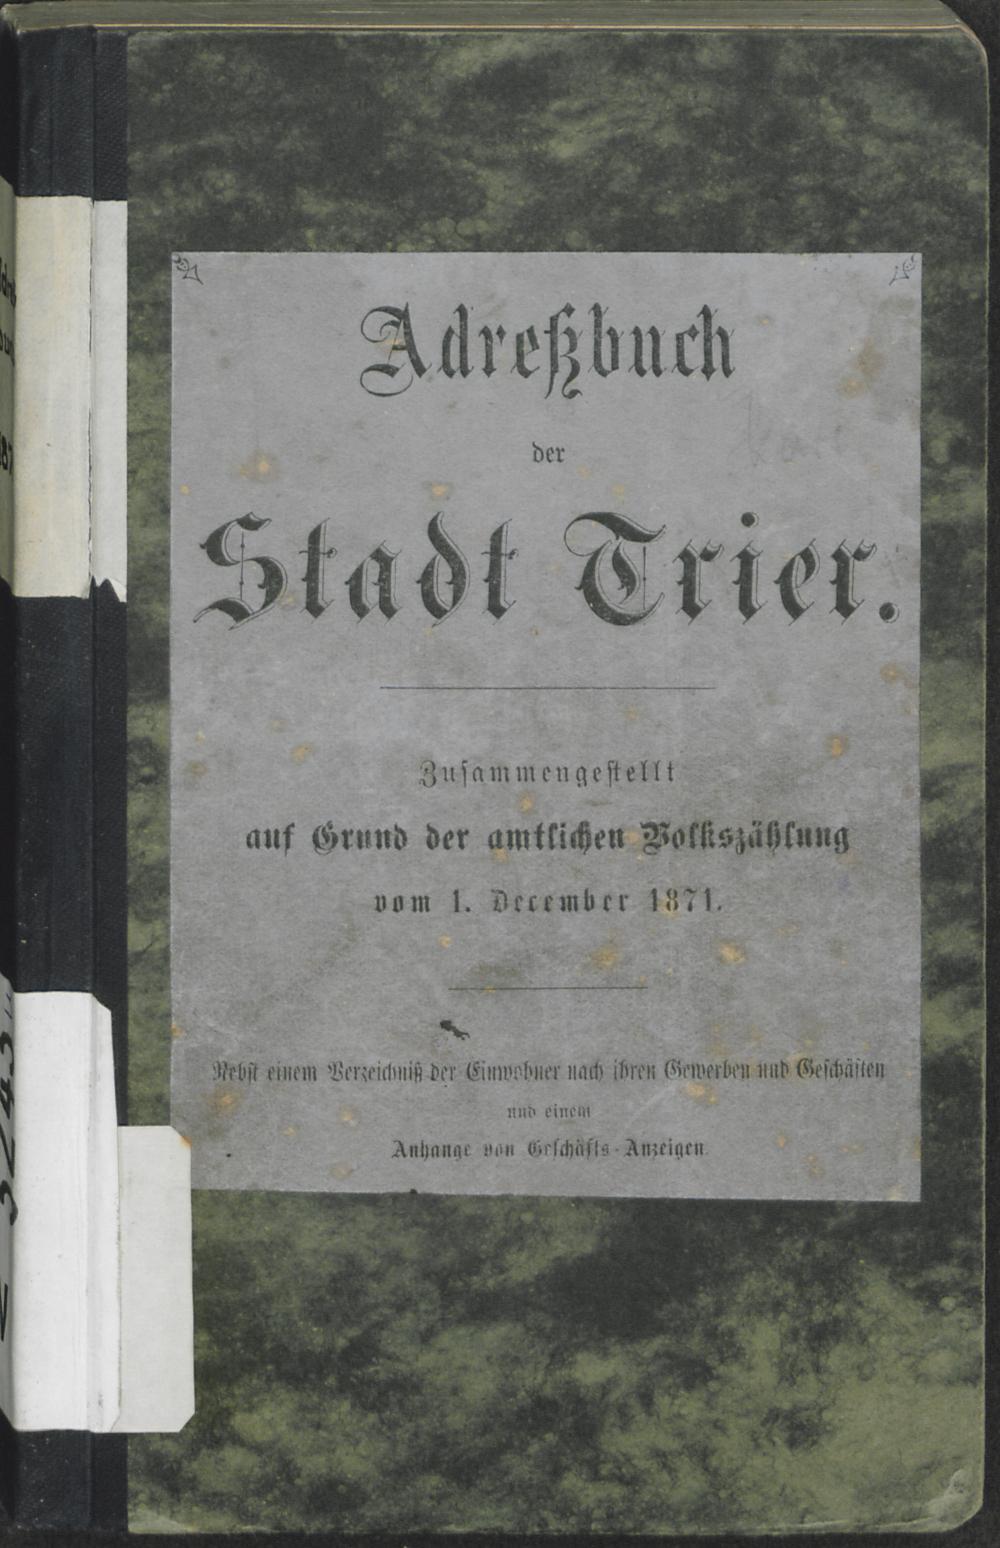 Adreßbuch
der
Stadt Trier.
Zusammengestellt
auf Grund der amtlichen Volkszählung
vom 1. December 1871.
Nebst einem Verzeichniß der Einwohner nach ihren Gewerben und Geschäften
und einem
Anhange von Geschäfts-Anzeigen.